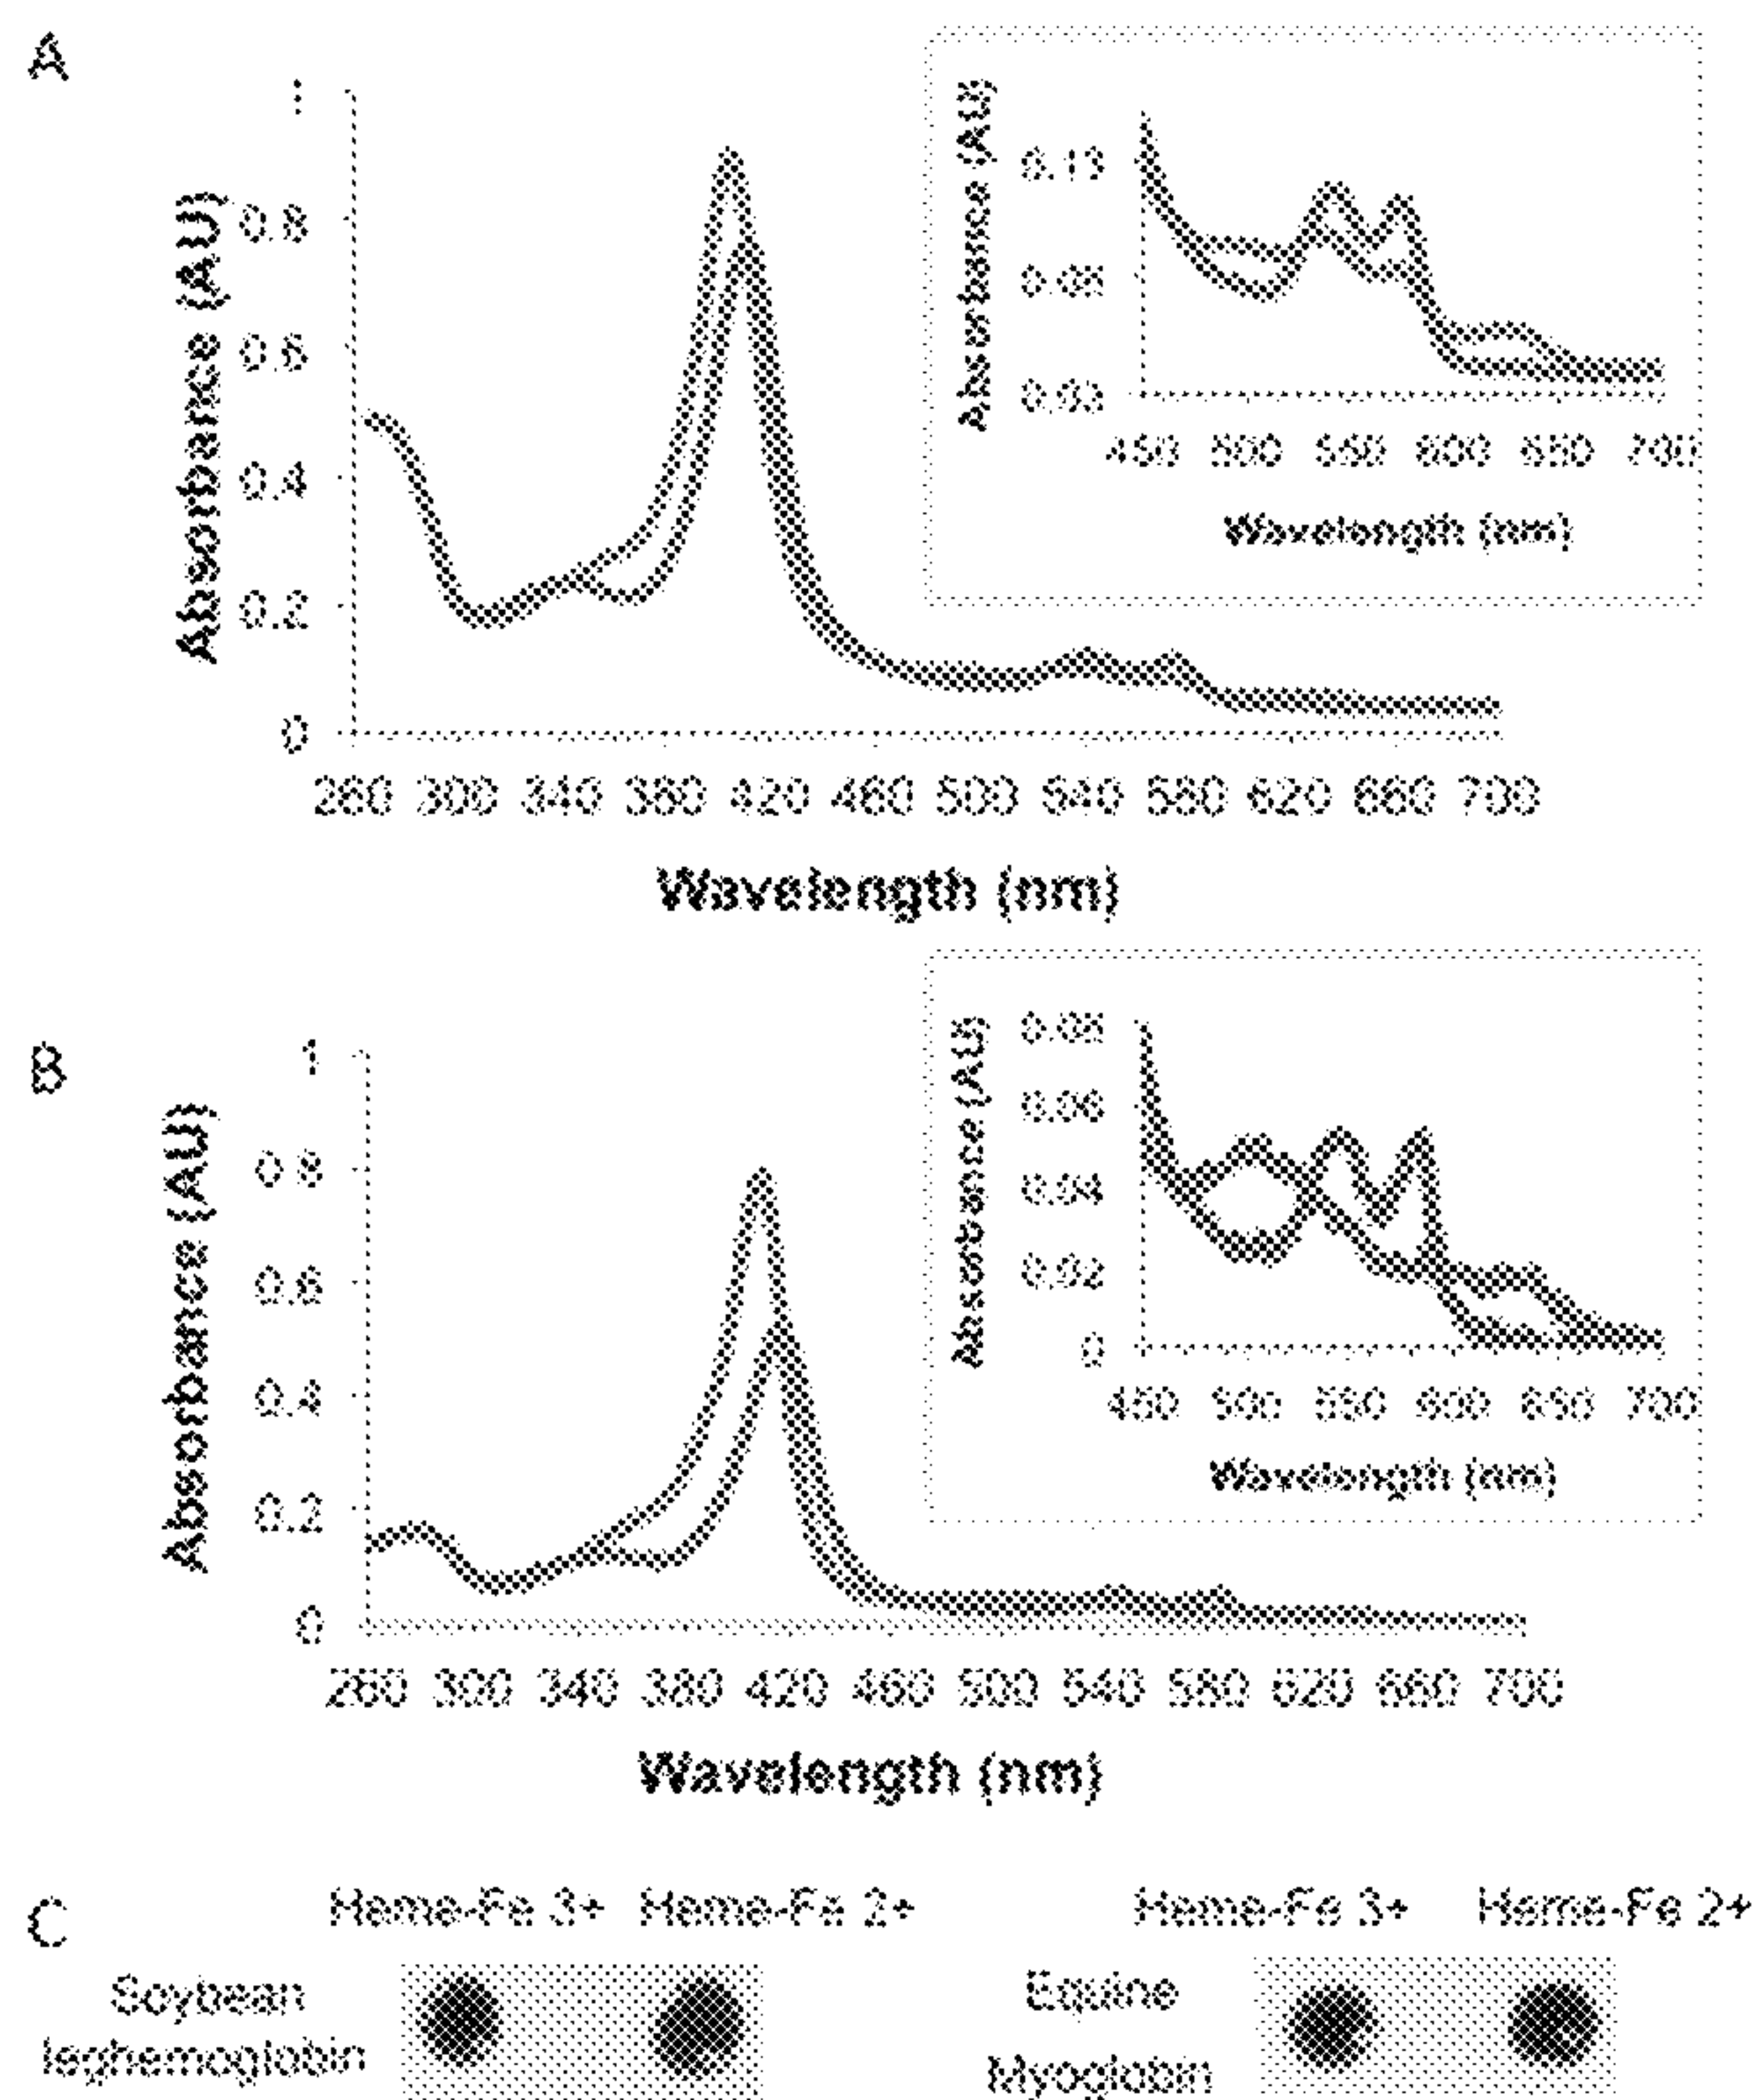 A
1
0.8
0.6
0.4
0.2
0
Absorbance (AU)
260 300 340 380 420 460 500 540 580 620 660 700
Wavelength (nm)
Absorbance (AU)
0.13
0.08
0.03
450 500 550 600 650 700
Wavelength (nm)
B
1
0.8
0.6
0.4
0.2
0
Absorbance (AU)
260 300 340 380 420 460 500 540 580 620 660 700
Wavelength (nm)
Absorbance (AU)
0.08
0.06
0.04
0.02
0
450 500 550 600 650 700
Wavelength (nm)
C
Heme-Fe 3+ Heme-Fe 2+ Heme-Fe 3+ Heme-Fe 2+
Soybean
leghemoglobin
Equine
Myoglobin